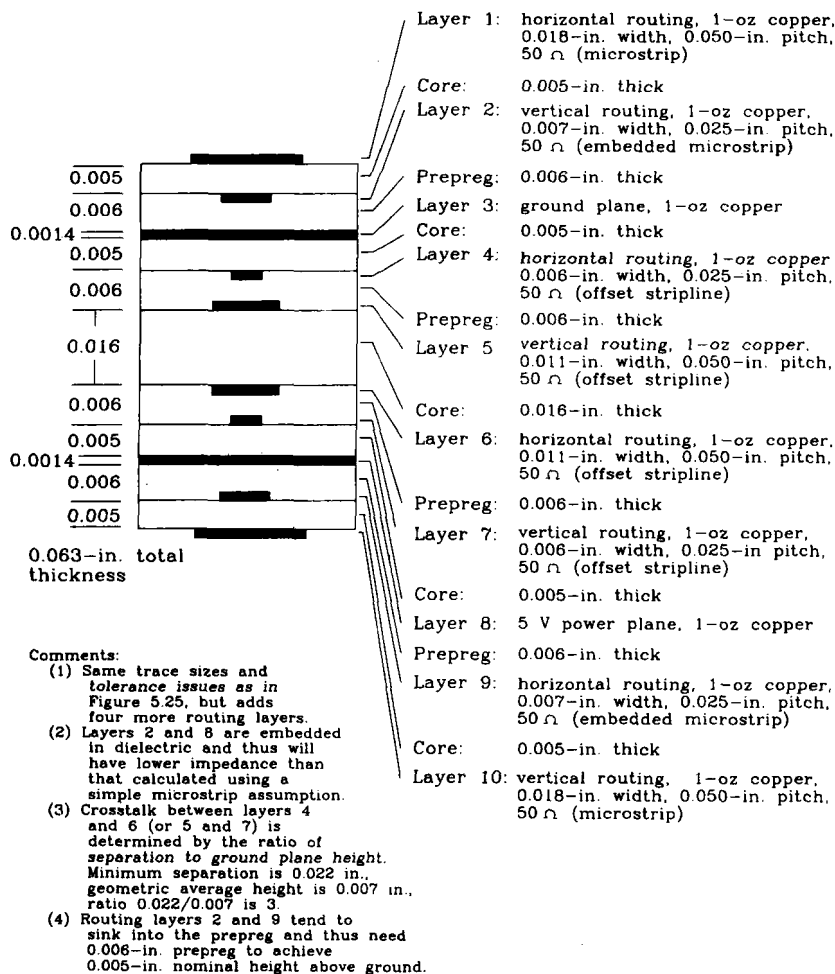 Layer 1: horizontal routing, 1-oz copper,
0.018-in. width, 0.050-in. pitch,
50 Ω (microstrip)
Core: 0.005-in. thick
Layer 2: vertical routing, 1-oz copper,
0.007-in. width, 0.025-in. pitch,
50 Ω (embedded microstrip)
Prepreg: 0.006-in. thick
Layer 3: ground plane, 1-oz copper
Core: 0.005-in. thick
Layer 4: horizontal routing, 1-oz copper
0.006-in. width, 0.025-in. pitch,
50 Ω (offset stripline)
Prepreg: 0.006-in. thick
Layer 5 vertical routing, 1-oz copper,
0.011-in. width, 0.050-in. pitch,
50 Ω (offset stripline)
Core: 0.016-in. thick
Layer 6: horizontal routing, 1-oz copper,
0.011-in. width, 0.050-in. pitch,
50 Ω (offset stripline)
Prepreg: 0.006-in. thick
Layer 7: vertical routing, 1-oz copper,
0.006-in. width, 0.025-in pitch,
50 Ω (offset stripline)
Core: 0.005-in. thick
Layer 8: 5 V power plane, 1-oz copper
Prepreg: 0.006-in. thick
Layer 9: horizontal routing, 1-oz copper,
0.007-in. width, 0.025-in. pitch,
50 Ω (embedded microstrip)
Core: 0.005-in. thick
Layer 10: vertical routing, 1-oz copper,
0.018-in. width, 0.050-in. pitch,
50 Ω (microstrip)
0.005
0.006
0.0014
0.005
0.006
0.016
0.006
0.005
0.0014
0.006
0.005
0.063-in. total
thickness
Comments:
(1) Same trace sizes and
tolerance issues as in
Figure 5.25, but adds
four more routing layers.
(2) Layers 2 and 8 are embedded
in dielectric and thus will
have lower impedance than
that calculated using a
simple microstrip assumption.
(3) Crosstalk between layers 4
and 6 (or 5 and 7) is
determined by the ratio of
separation to ground plane height.
Minimum separation is 0.022 in.,
geometric average height is 0.007 in.,
ratio 0.022/0.007 is 3.
(4) Routing layers 2 and 9 tend to
sink into the prepreg and thus need
0.006-in. prepreg to achieve
0.005-in. nominal height above ground.